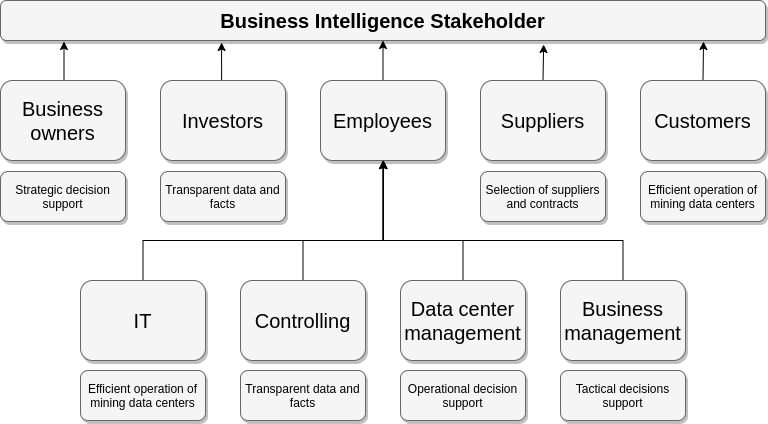 Business Intelligence Stakeholder
Business
owners
Investors
Employees
Suppliers
Customers
Strategic decision
support
Transparent data and
facts
Selection of suppliers
and contracts
Efficient operation of
mining data centers
IT
Controlling
Data center
management
Business
management
Efficient operation of
mining data centers
Transparent data and
facts
Operational decision
support
Tactical decisions
support